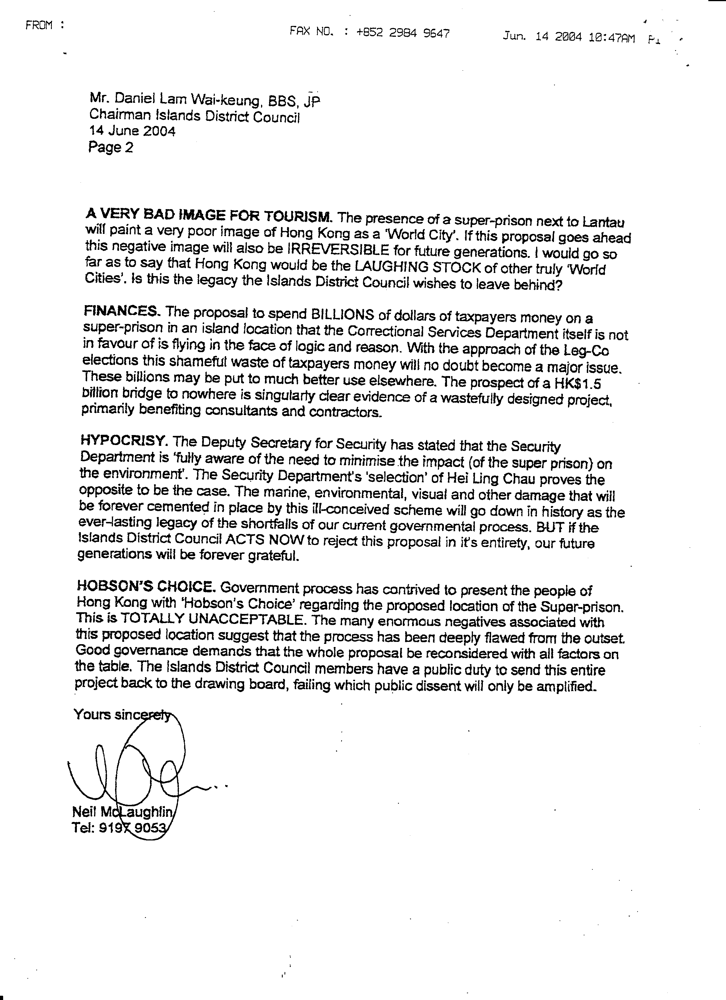 FROM :
FAX NO. : +852 2984 9647
Jun. 14 2004 10:47AM P1
Mr. Daniel Lam Wai-keung, BBS, JP
Chairman Islands District Council
14 June 2004
Page 2
A VERY BAD IMAGE FOR TOURISM. The presence of a super-prison next to Lantau
will paint a very poor image of Hong Kong as a 'World City'. If this proposal goes ahead
this negative image will also be IRREVERSIBLE for future generations. I would go so
far as to say that Hong Kong would be the LAUGHING STOCK of other truly 'World
Cities'. Is this the legacy the Islands District Council wishes to leave behind?
FINANCES. The proposal to spend BILLIONS of dollars of taxpayers money on a
super-prison in an island location that the Correctional Services Department itself is not
in favour of is flying in the face of logic and reason. With the approach of the Leg-Co
elections this shameful waste of taxpayers money will no doubt become a major issue.
These billions may be put to much better use elsewhere. The prospect of a HK$1.5
billion bridge to nowhere is singularly clear evidence of a wastefully designed project,
primarily benefiting consultants and contractors.
HYPOCRISY. The Deputy Secretary for Security has stated that the Security
Department is 'fully aware of the need to minimise the impact (of the super prison) on
the environment'. The Security Department's 'selection' of Hei Ling Chau proves the
opposite to be the case. The marine, environmental, visual and other damage that will
be forever cemented in place by this ill-conceived scheme will go down in history as the
ever-lasting legacy of the shortfalls of our current governmental process. BUT if the
Islands District Council ACTS NOW to reject this proposal in it's entirety, our future
generations will be forever grateful.
HOBSON'S CHOICE. Government process has contrived to present the people of
Hong Kong with 'Hobson's Choice' regarding the proposed location of the Super-prison.
This is TOTALLY UNACCEPTABLE. The many enormous negatives associated with
this proposed location suggest that the process has been deeply flawed from the outset.
Good governance demands that the whole proposal be reconsidered with all factors on
the table. The Islands District Council members have a public duty to send this entire
project back to the drawing board, failing which public dissent will only be amplified.
Yours sincerely
Neil McLaughlin
Tel: 9197 9053